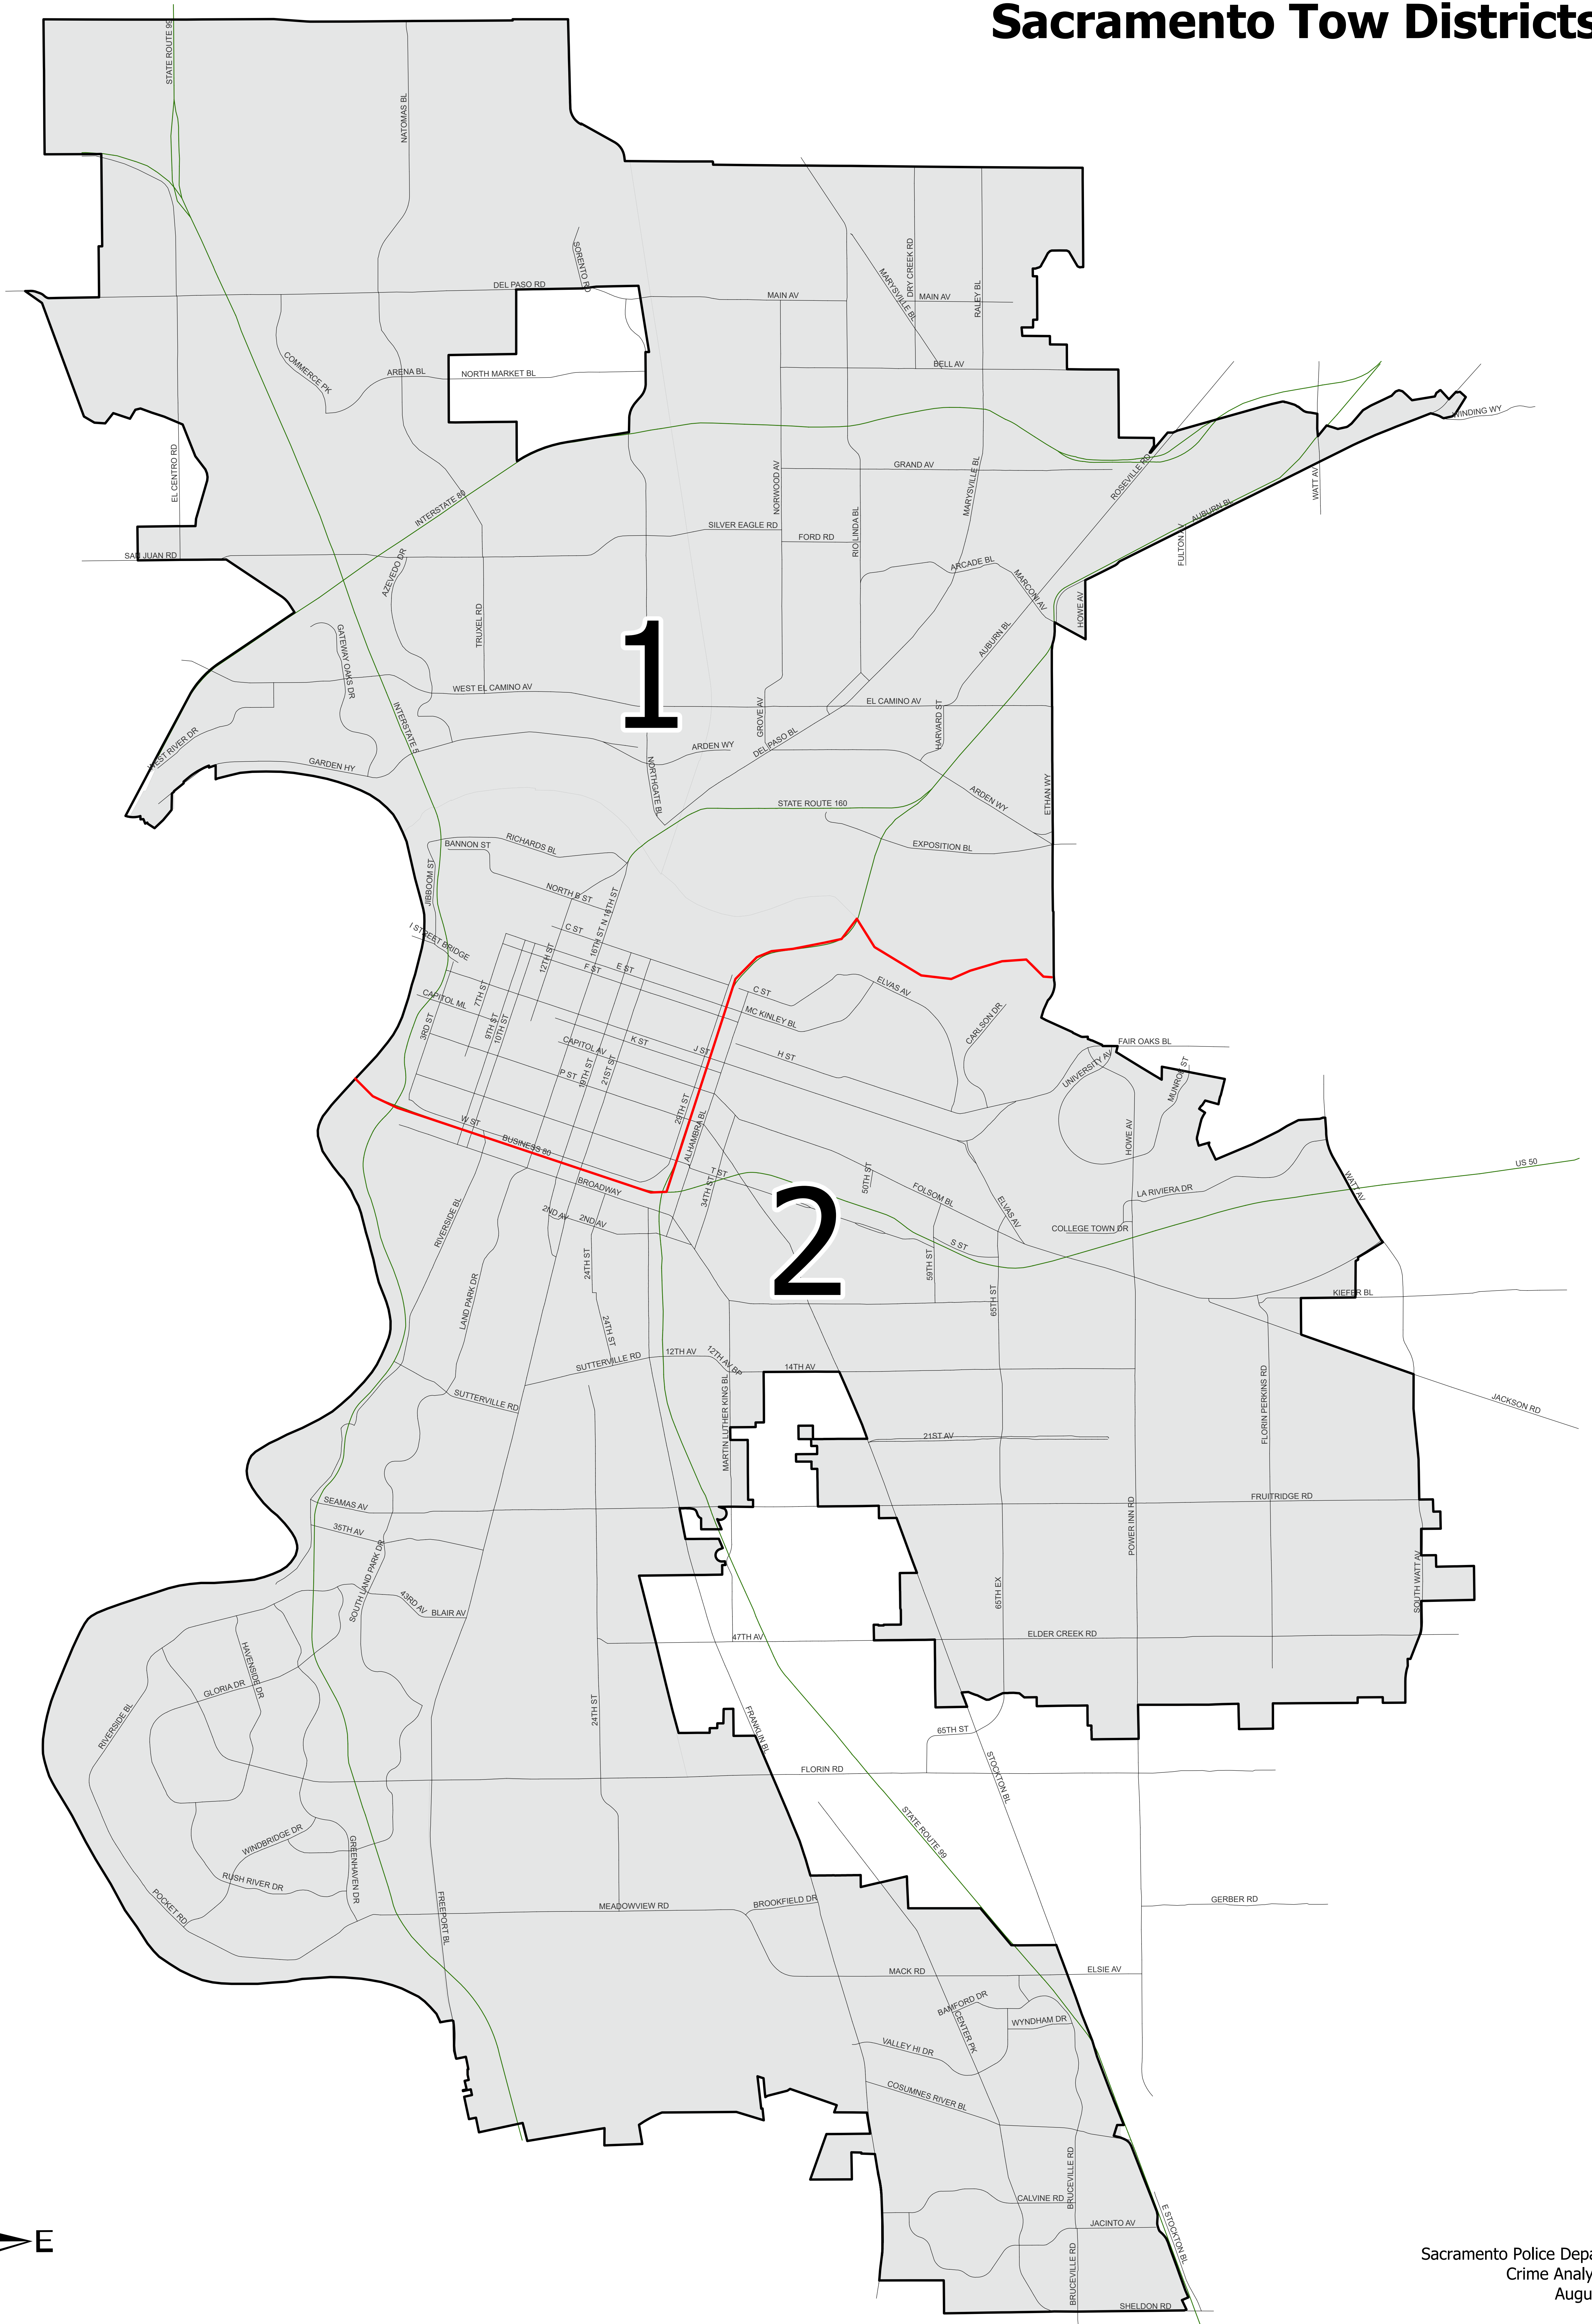 Sacramento Tow Districts
STATE ROUTE 99
NATOMAS BL
SORENTO RD
DEL PASO RD
MAIN AV
MARYSVILLE BL
DRY CREEK RD
MAIN AV
RALEY BL
COMMERCE PK
ARENA BL
NORTH MARKET BL
BELL AV
WINDING WY
EL CENTRO RD
INTERSTATE 80
NORWOOD AV
GRAND AV
MARYSVILLE BL
ROSEVILLE RD
WATT AV
AUBURN BL
SILVER EAGLE RD
FORD RD
RIO LINDA BL
FULTON AV
SAN JUAN RD
AZEVEDO DR
ARCADE BL
MARCONI AV
HOWE AV
TRUXEL RD
GATEWAY OAKS DR
1
AUBURN BL
WEST EL CAMINO AV
EL CAMINO AV
INTERSTATE 5
GROVE AV
HARVARD ST
WEST RIVER DR
GARDEN HY
ARDEN WY
DEL PASO BL
NORTHGATE BL
STATE ROUTE 160
ARDEN WY
ETHAN WY
EXPOSITION BL
BANNON ST
RICHARDS BL
JIBBOOM ST
NORTH B ST
I STREET BRIDGE
C ST
16TH ST
N 16TH ST
12TH ST
F ST
E ST
7TH ST
C ST
ELVAS AV
CAPITOL ML
3RD ST
9TH ST
10TH ST
MC KINLEY BL
CARLSON DR
CAPITOL AV
K ST
J ST
H ST
FAIR OAKS BL
P ST
19TH ST
21ST ST
UNIVERSITY AV
MUNROE ST
29TH ST
ALHAMBRA BL
W ST
BUSINESS 80
HOWE AV
BROADWAY
T ST
34TH ST
50TH ST
FOLSOM BL
US 50
WATT AV
LA RIVIERA DR
2
RIVERSIDE BL
2ND AV
2ND AV
ELVAS AV
COLLEGE TOWN DR
24TH ST
59TH ST
S ST
LAND PARK DR
65TH ST
KIEFER BL
24TH ST
SUTTERVILLE RD
12TH AV
12TH AV BP
14TH AV
SUTTERVILLE RD
MARTIN LUTHER KING BL
FLORIN PERKINS RD
JACKSON RD
21ST AV
SEAMAS AV
FRUITRIDGE RD
35TH AV
POWER INN RD
SOUTH LAND PARK DR
43RD AV
BLAIR AV
65TH EX
SOUTH WATT AV
47TH AV
ELDER CREEK RD
HAVENSIDE DR
GLORIA DR
RIVERSIDE BL
24TH ST
FRANKLIN BL
65TH ST
STOCKTON BL
FLORIN RD
STATE ROUTE 99
WINDBRIDGE DR
GREENHAVEN DR
RUSH RIVER DR
POCKET RD
FREEPORT BL
MEADOWVIEW RD
BROOKFIELD DR
GERBER RD
MACK RD
ELSIE AV
BAMFORD DR
CENTER PK
WYNDHAM DR
VALLEY HI DR
COSUMNES RIVER BL
BRUCEVILLE RD
CALVINE RD
JACINTO AV
E STOCKTON BL
BRUCEVILLE RD
SHELDON RD
E
Sacramento Police Depa
Crime Analy
Augu